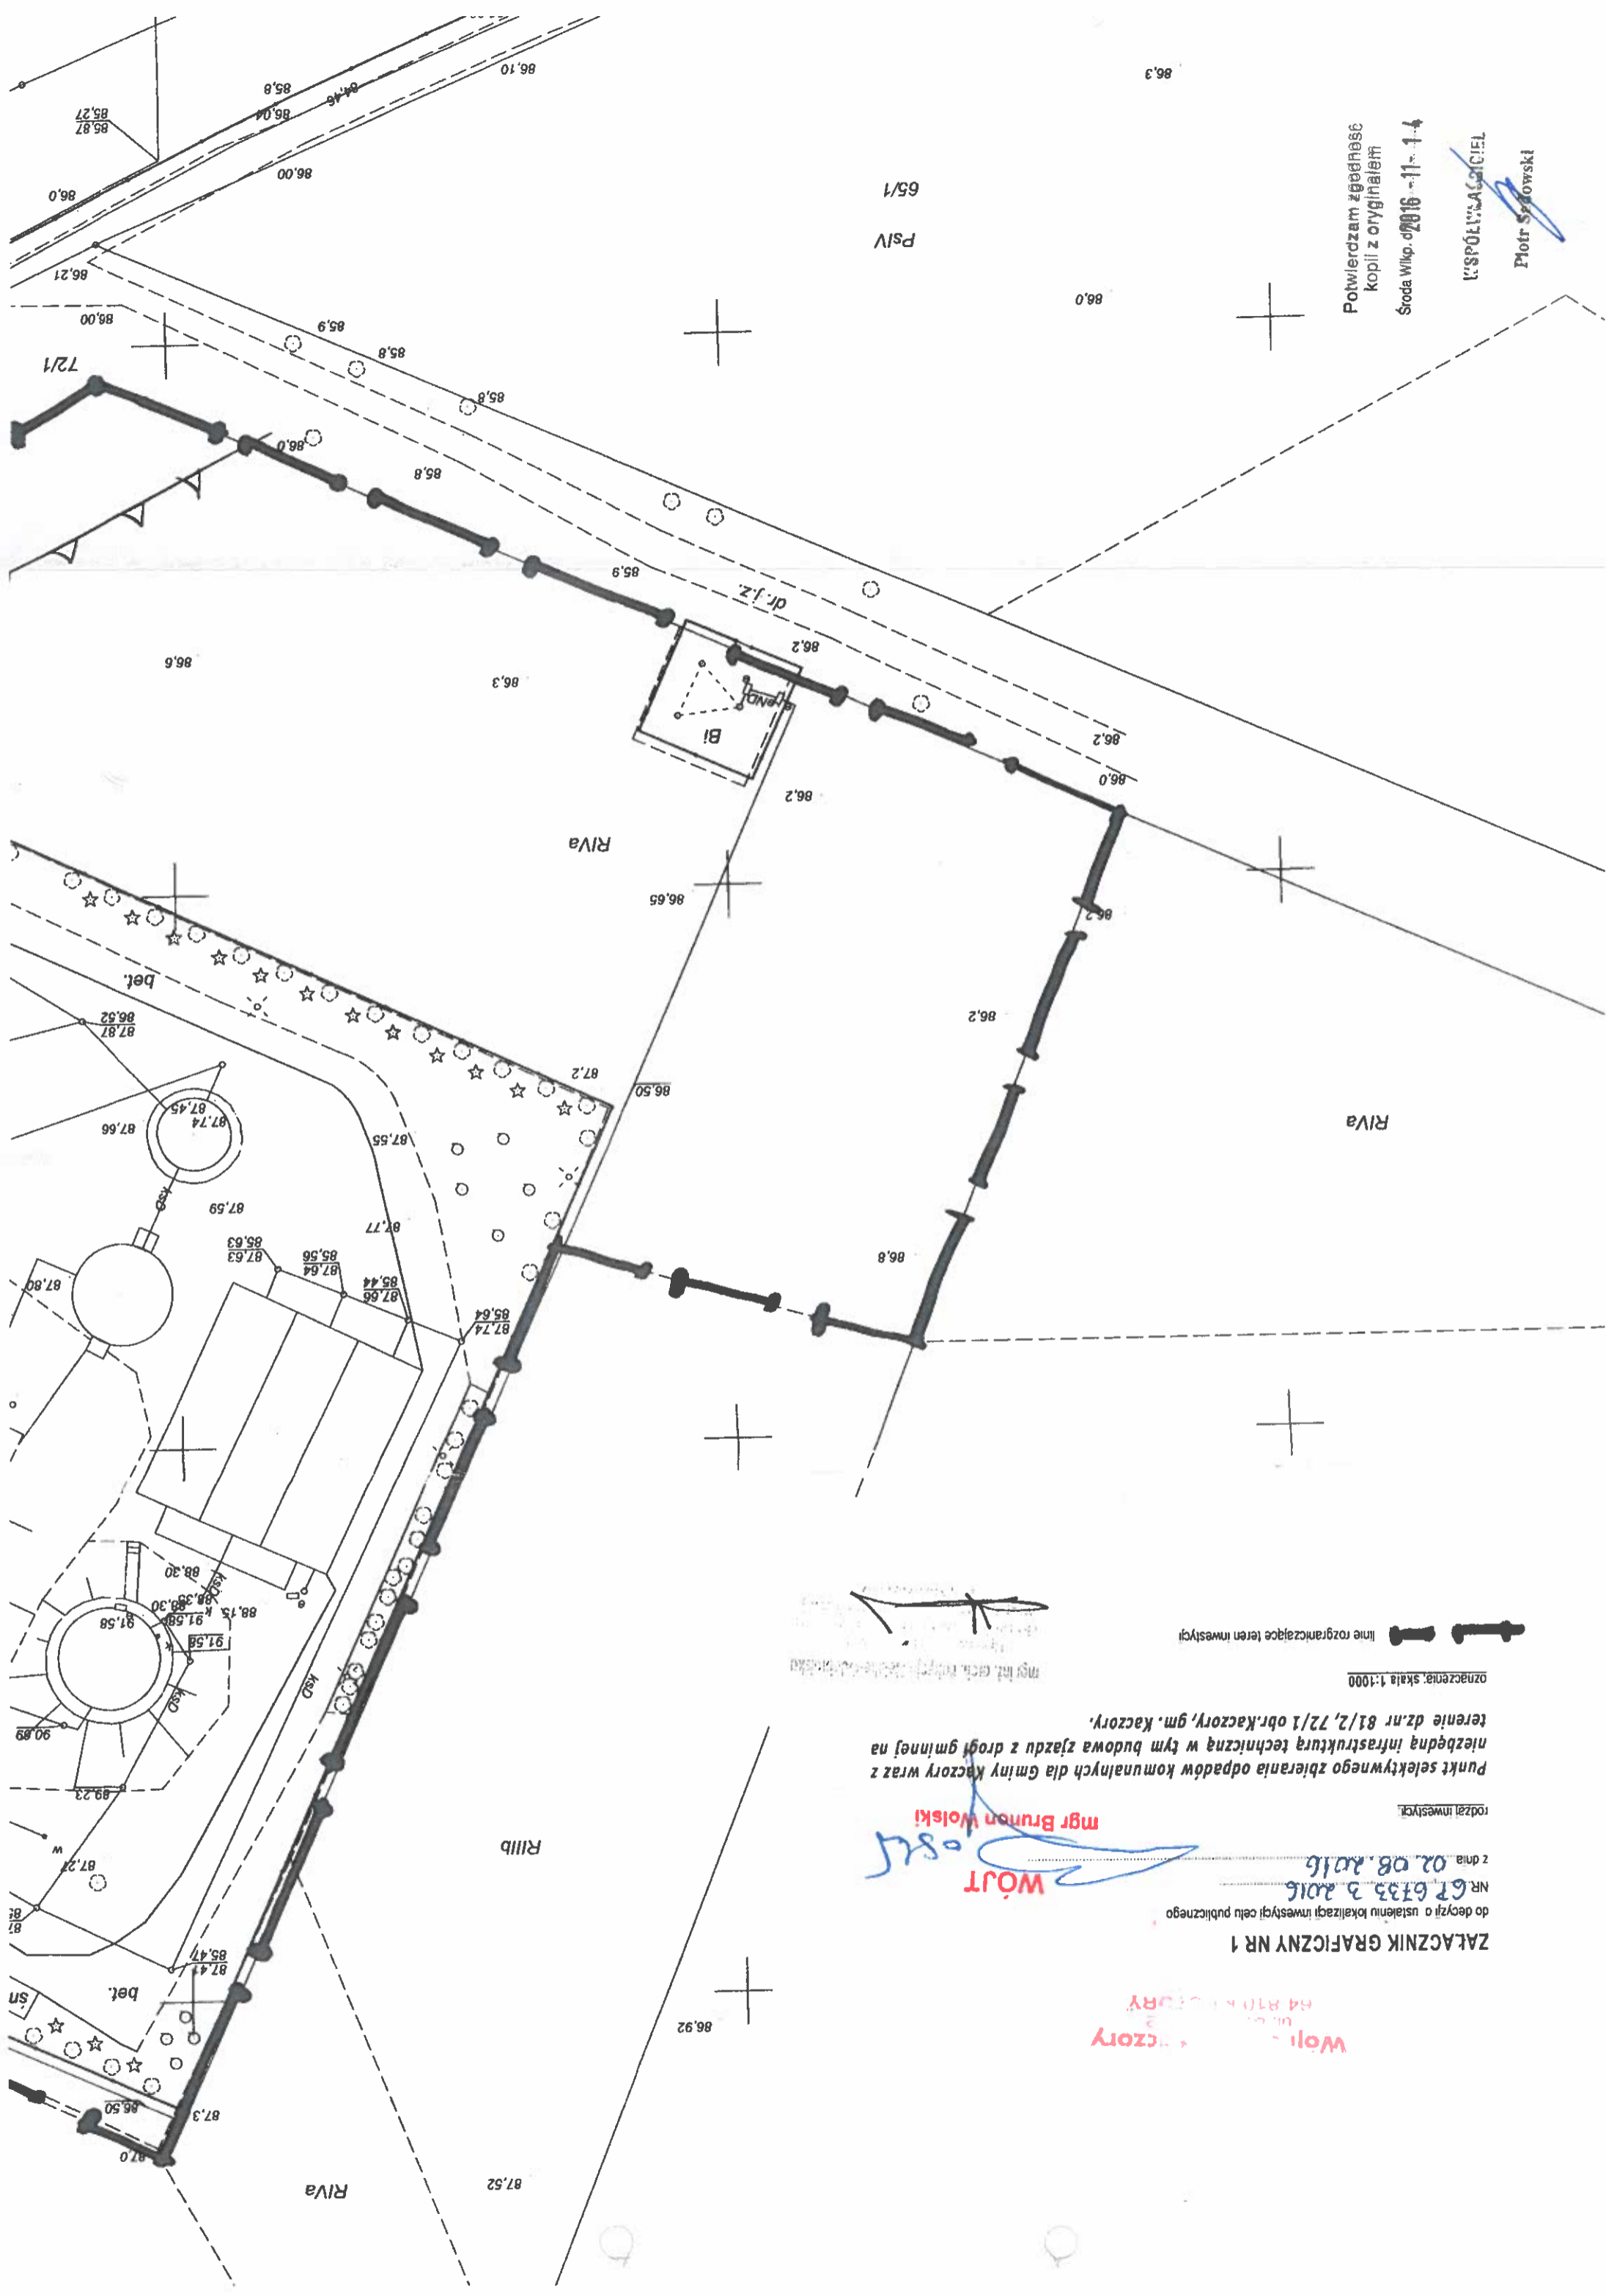 ZAŁĄCZNIK GRAFICZNY NR 1
do decyzji o ustaleniu lokalizacji inwestycji celu publicznego
NR GP 6733 3 2016
z dnia 02.08.2016
WÓJT
mgr Brunon Wolski
rodzaj inwestycji:
Punkt selektywnego zbierania odpadów komunalnych dla Gminy Kaczory wraz z
niezbędną infrastrukturą techniczną w tym budowa zjazdu z drogi gminnej na
terenie dz.nr 81/2, 72/1 obr.Kaczory, gm. Kaczory.
oznaczenia: skala 1:1000
linie rozgraniczające teren inwestycji
Potwierdzam zgodność
kopii z oryginałem
Środa Wlkp. 2016-11-14
WSPÓŁWŁAŚCICIEL
Piotr
87,52
RIVa
87,0
87,3
86,50
86,92
bet.
87,41
85,47
RIIIb
87,27
w
89,23
90,89
ksD
ksD
91,58
91,58
91,58
k
88,15
88,30
ksD
e
87,74
85,64
87,66
85,44
87,64
85,56
87,63
85,63
87,80
87,77
87,59
ksD
86,8
87,55
87,66
87,74
87,45
RIVa
86,50
87,2
87,87
86,52
bet.
86,2
86,2
86,65
RIVa
86,2
86,0
86,2
Bi
eND
86,3
86,6
86,2
dr. j.z.
85,9
85,8
86,0
85,8
85,8
85,9
72/1
86,00
86,21
86,0
PsIV
65/1
86,0
86,00
86,04
84,46
85,8
85,87
85,27
86,10
86,3